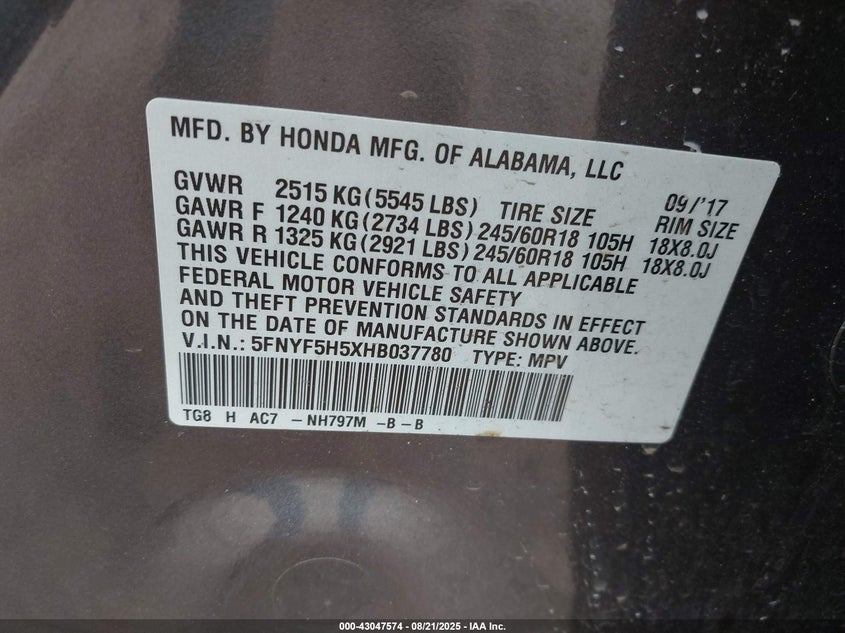 MFD. BY HONDA MFG. OF ALABAMA, LLC
09/'17
GVWR 2515 KG (5545 LBS) TIRE SIZE RIM SIZE
GAWR F 1240 KG (2734 LBS) 245/60R18 105H 18X8.0J
GAWR R 1325 KG (2921 LBS) 245/60R18 105H 18X8.0J
THIS VEHICLE CONFORMS TO ALL APPLICABLE
FEDERAL MOTOR VEHICLE SAFETY
AND THEFT PREVENTION STANDARDS IN EFFECT
ON THE DATE OF MANUFACTURE SHOWN ABOVE.
V.I.N.: 5FNYF5H5XHB037780 TYPE: MPV
TG8 H AC7 –NH797M –B–B
000-43047574 - 08/21/2025 - IAA Inc.